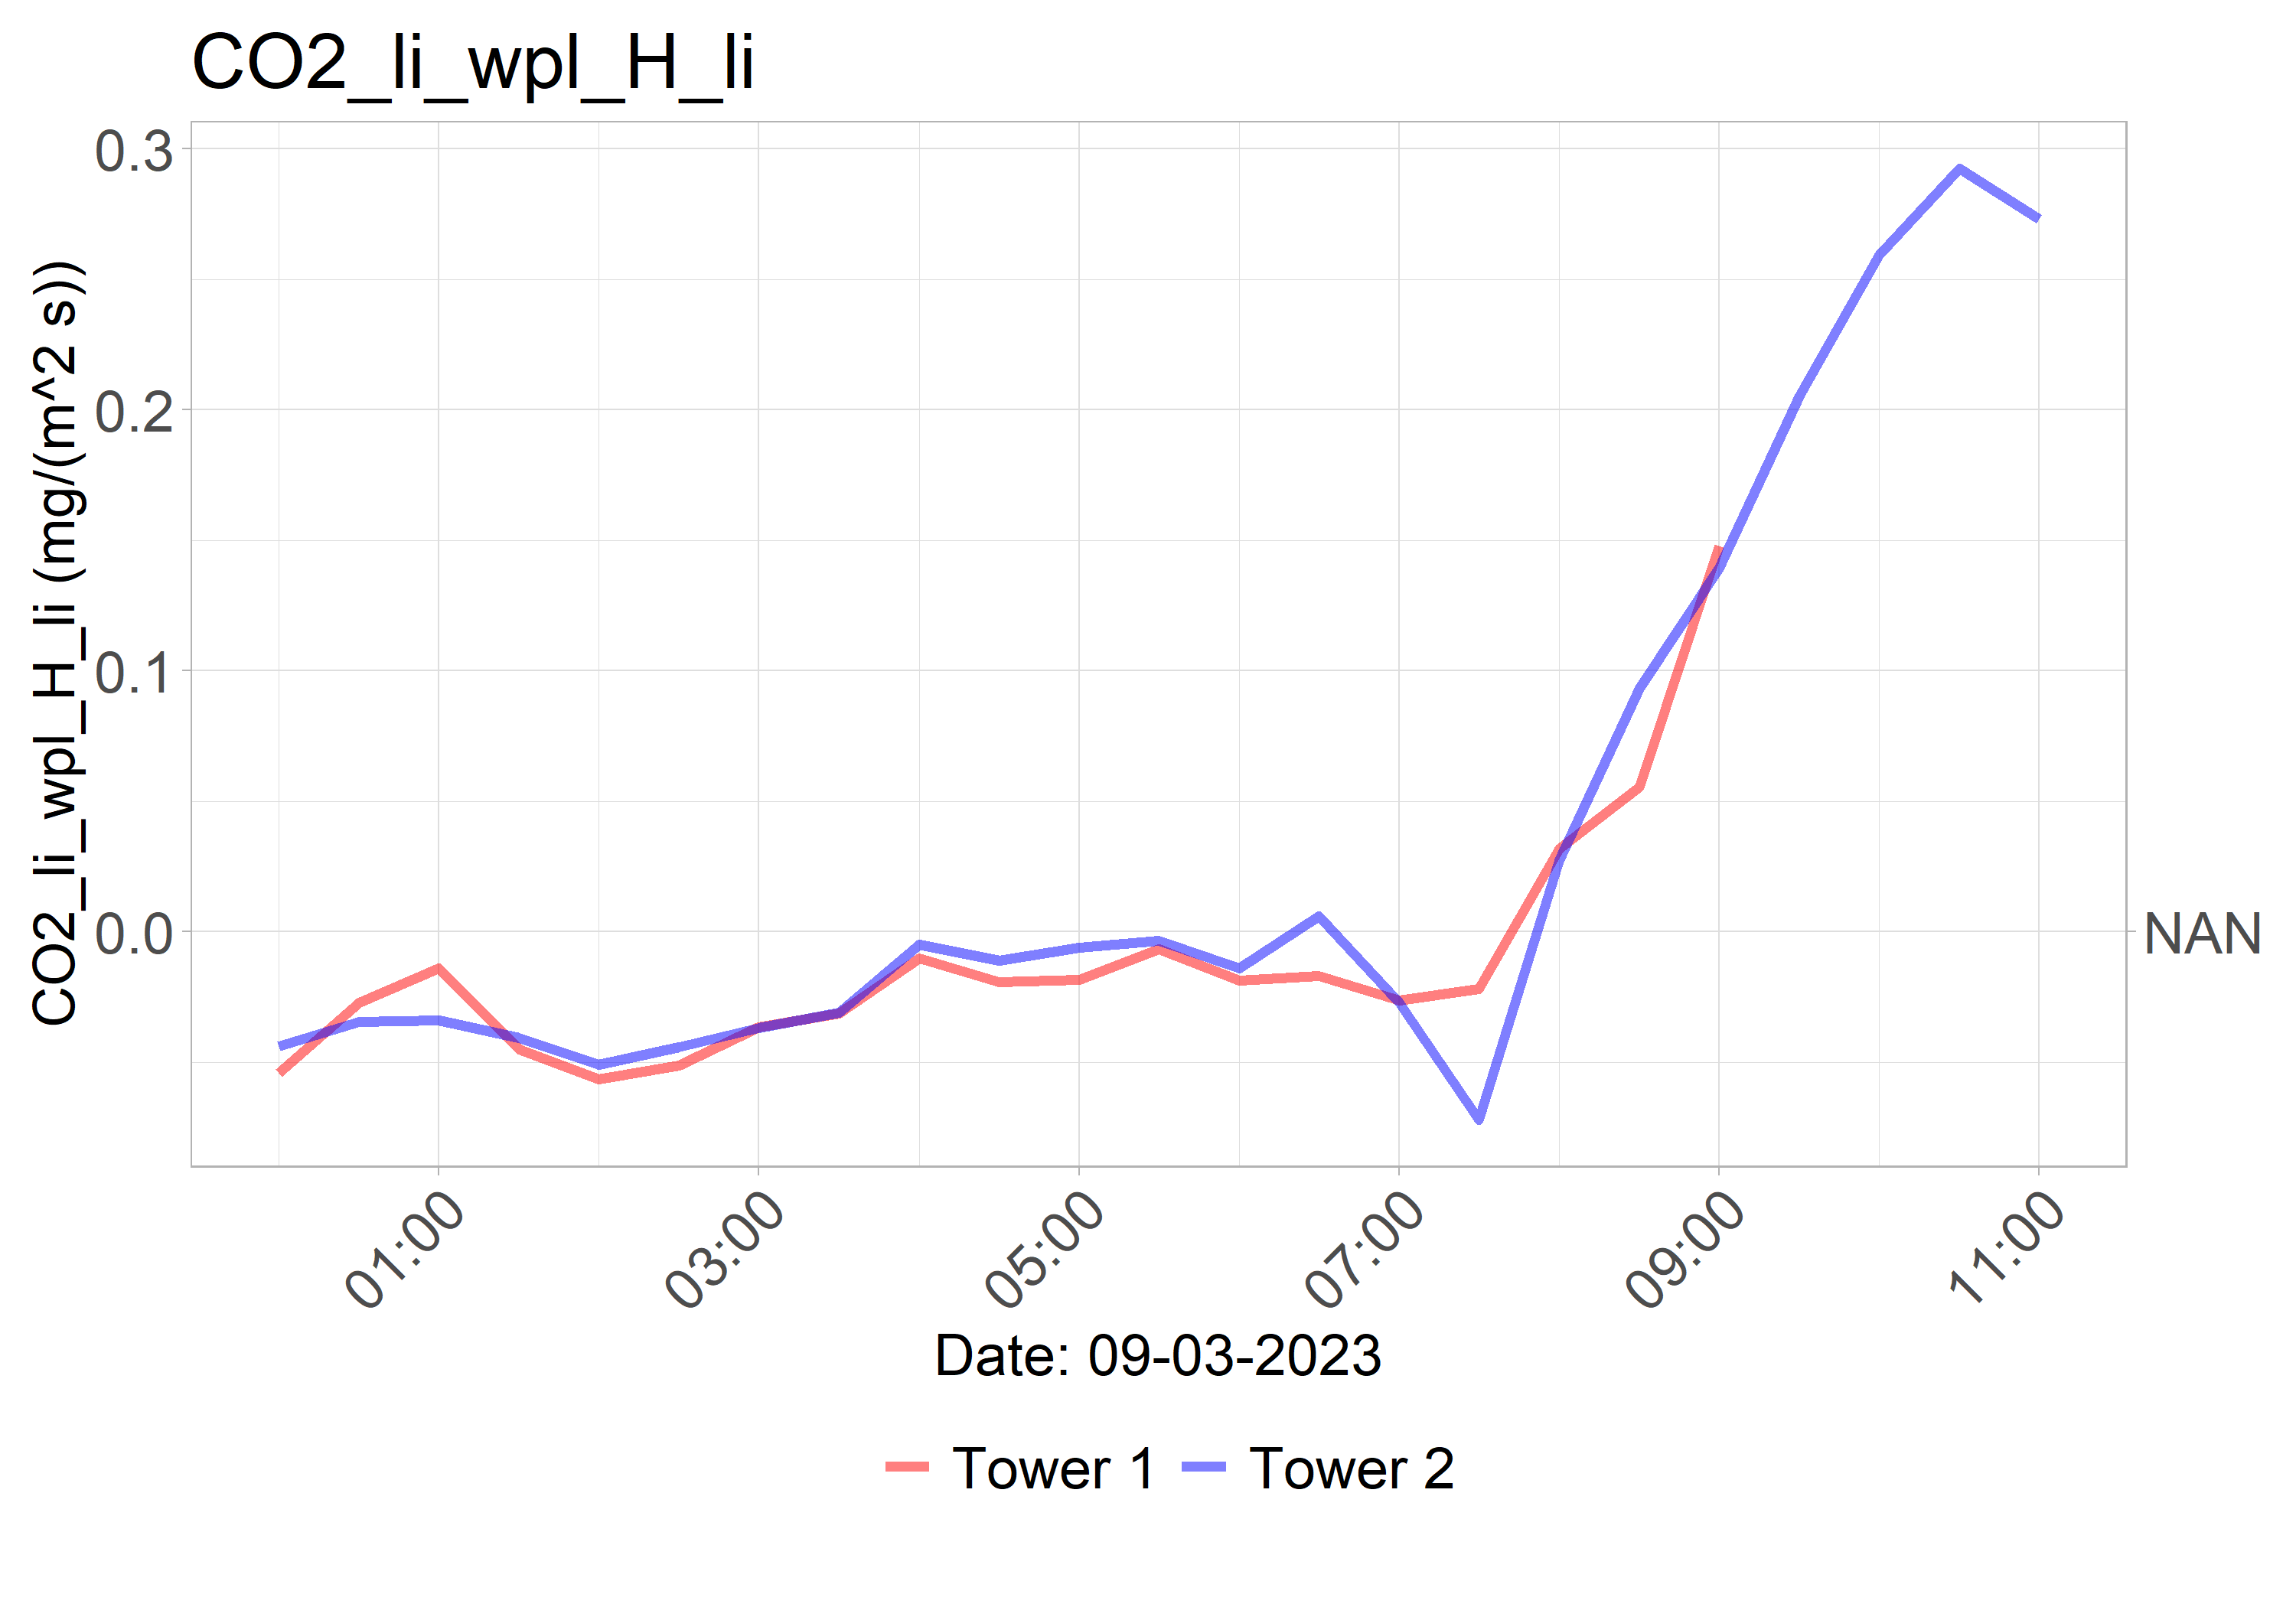 CO2_li_wpl_H_li
CO2_li_wpl_H_li (mg/(m^2 s))
0.3
0.2
0.1
0.0
NAN
01:00
03:00
05:00
07:00
09:00
11:00
Date: 09-03-2023
Tower 1
Tower 2